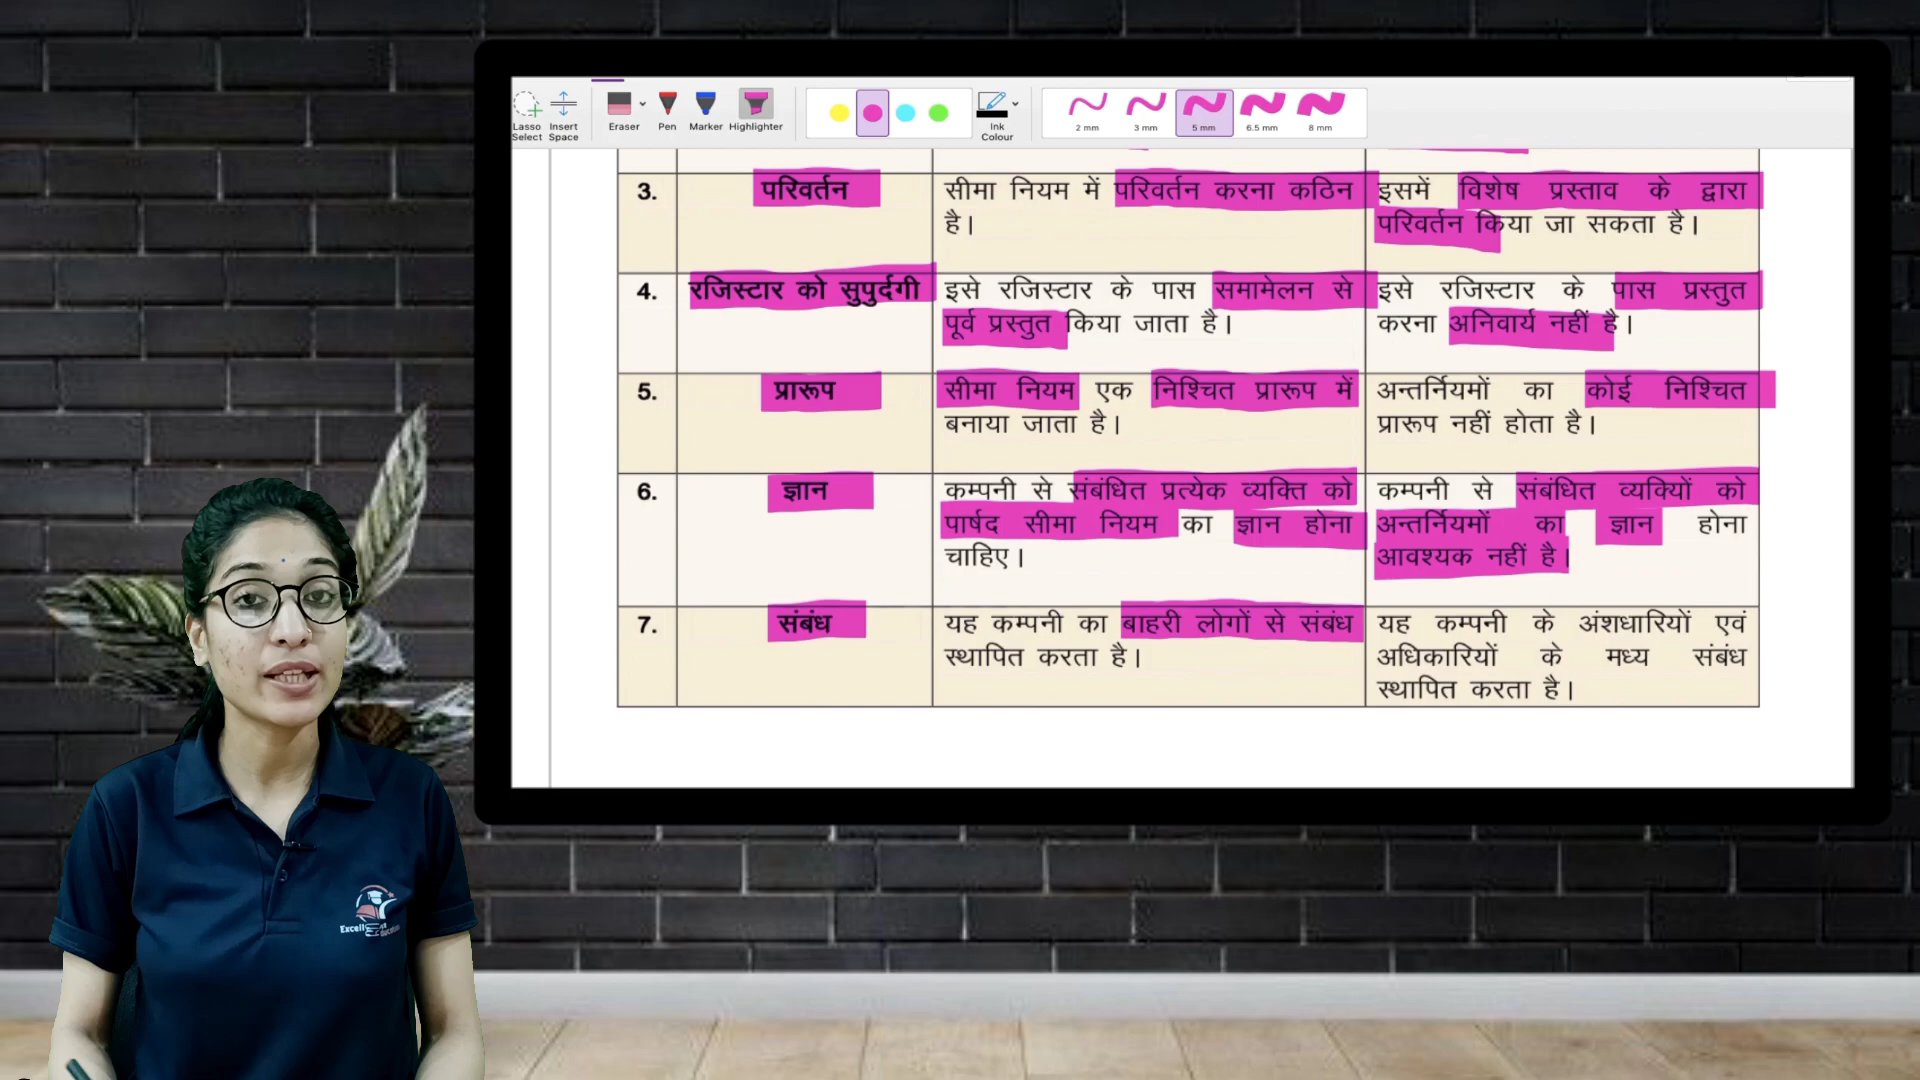 Lasso Select
Insert Space
Eraser
Pen
Marker
Highlighter
Ink Colour
2 mm
3 mm
5 mm
6.5 mm
8 mm
3.
परिवर्तन
सीमा नियम में परिवर्तन करना कठिन
है।
इसमें विशेष प्रस्ताव के द्वारा
परिवर्तन किया जा सकता है।
4.
रजिस्टार को सुपुर्दगी
इसे रजिस्टार के पास समामेलन से
पूर्व प्रस्तुत किया जाता है।
इसे रजिस्टार के पास प्रस्तुत
करना अनिवार्य नहीं है।
5.
प्रारूप
सीमा नियम एक निश्चित प्रारूप में
बनाया जाता है।
अन्तर्नियमों का कोई निश्चित
प्रारूप नहीं होता है।
6.
ज्ञान
कम्पनी से संबंधित प्रत्येक व्यक्ति को
पार्षद सीमा नियम का ज्ञान होना
चाहिए।
कम्पनी से संबंधित व्यक्यिों को
अन्तर्नियमों का ज्ञान होना
आवश्यक नहीं है।
7.
संबंध
यह कम्पनी का बाहरी लोगों से संबंध
स्थापित करता है।
यह कम्पनी के अंशधारियों एवं
अधिकारियों के मध्य संबंध
स्थापित करता है।